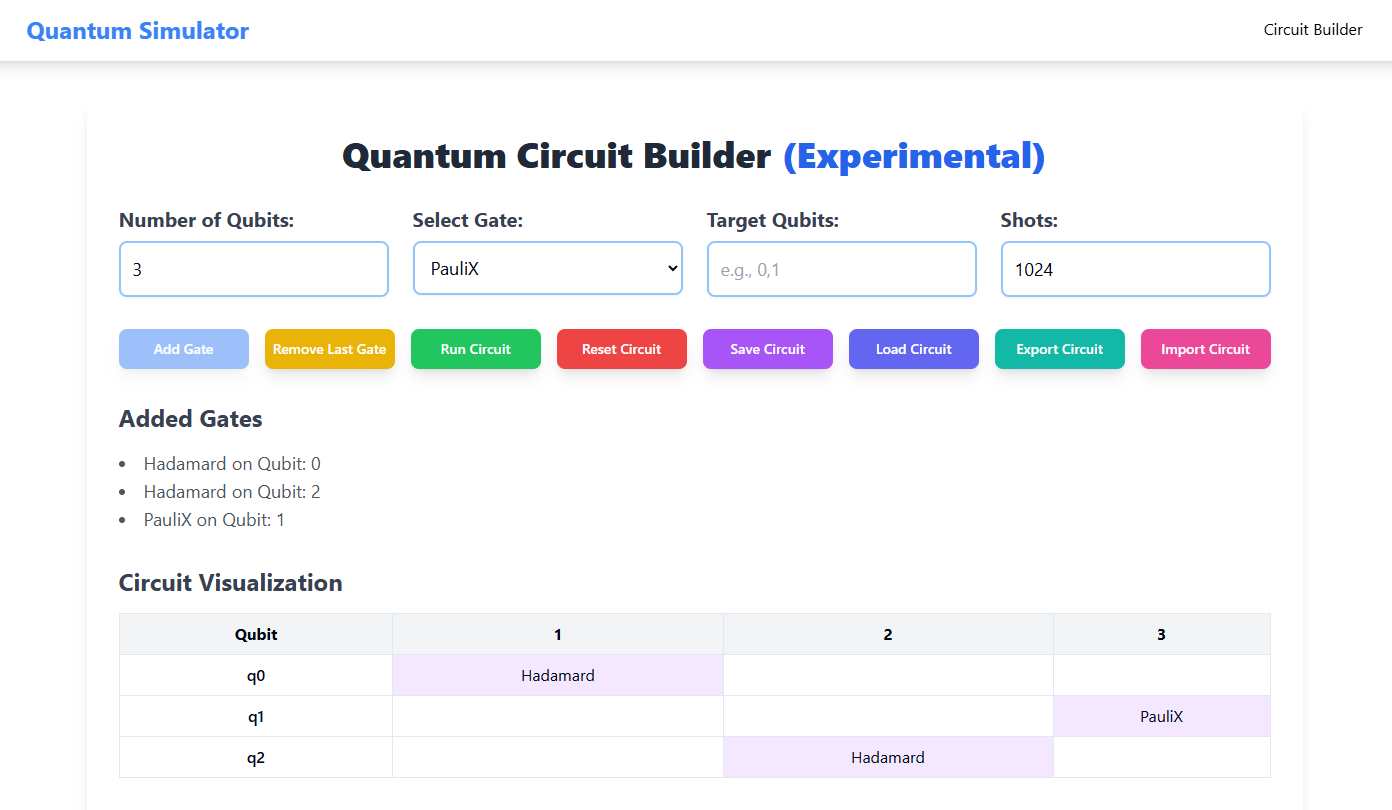 Quantum Simulator
Circuit Builder
Quantum Circuit Builder (Experimental)
Number of Qubits: Select Gate: Target Qubits: Shots:
3 PauliX e.g., 0,1 1024
Add Gate Remove Last Gate Run Circuit Reset Circuit Save Circuit Load Circuit Export Circuit Import Circuit
Added Gates
• Hadamard on Qubit: 0
• Hadamard on Qubit: 2
• PauliX on Qubit: 1
Circuit Visualization
Qubit 1 2 3
q0 Hadamard
q1 PauliX
q2 Hadamard